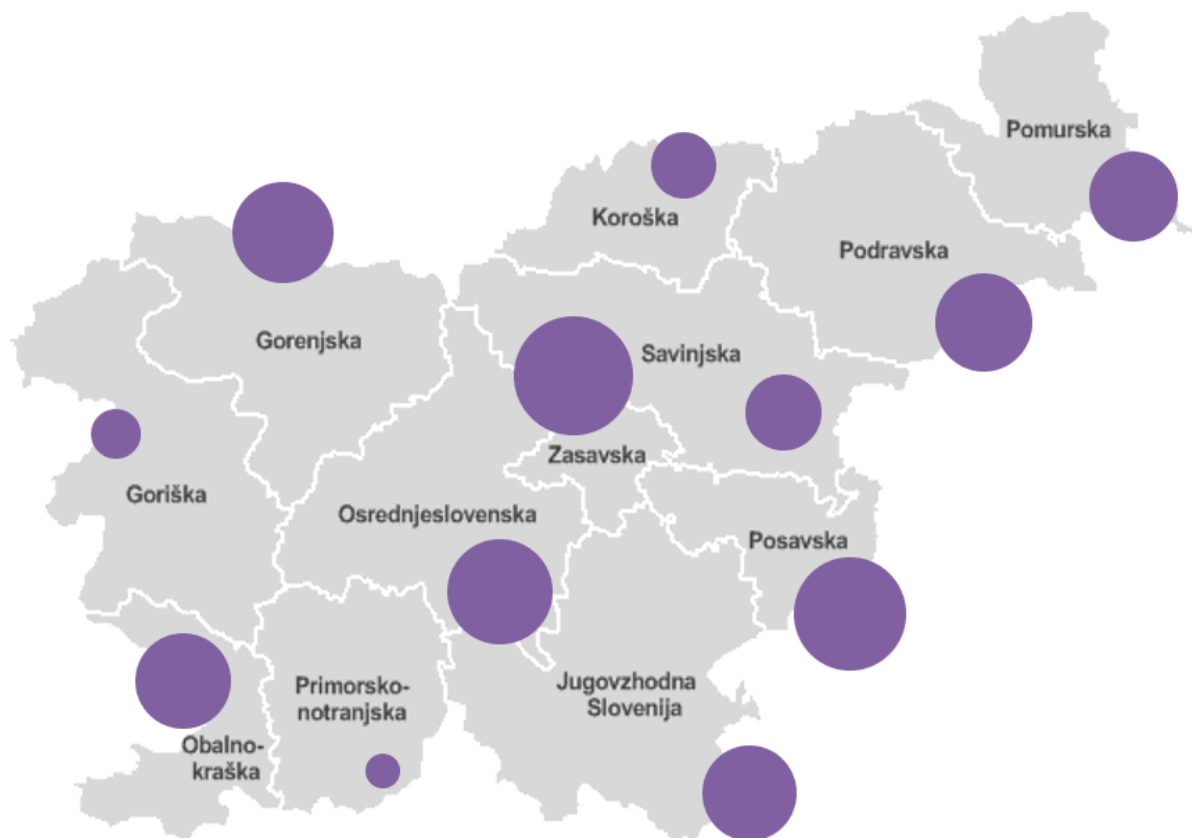 Pomurska
Koroška
Podravska
Gorenjska
Savinjska
Zasavska
Goriška
Osrednjeslovenska
Posavska
Primorsko-
notranjska
Jugovzhodna
Slovenija
Obalno-
kraška